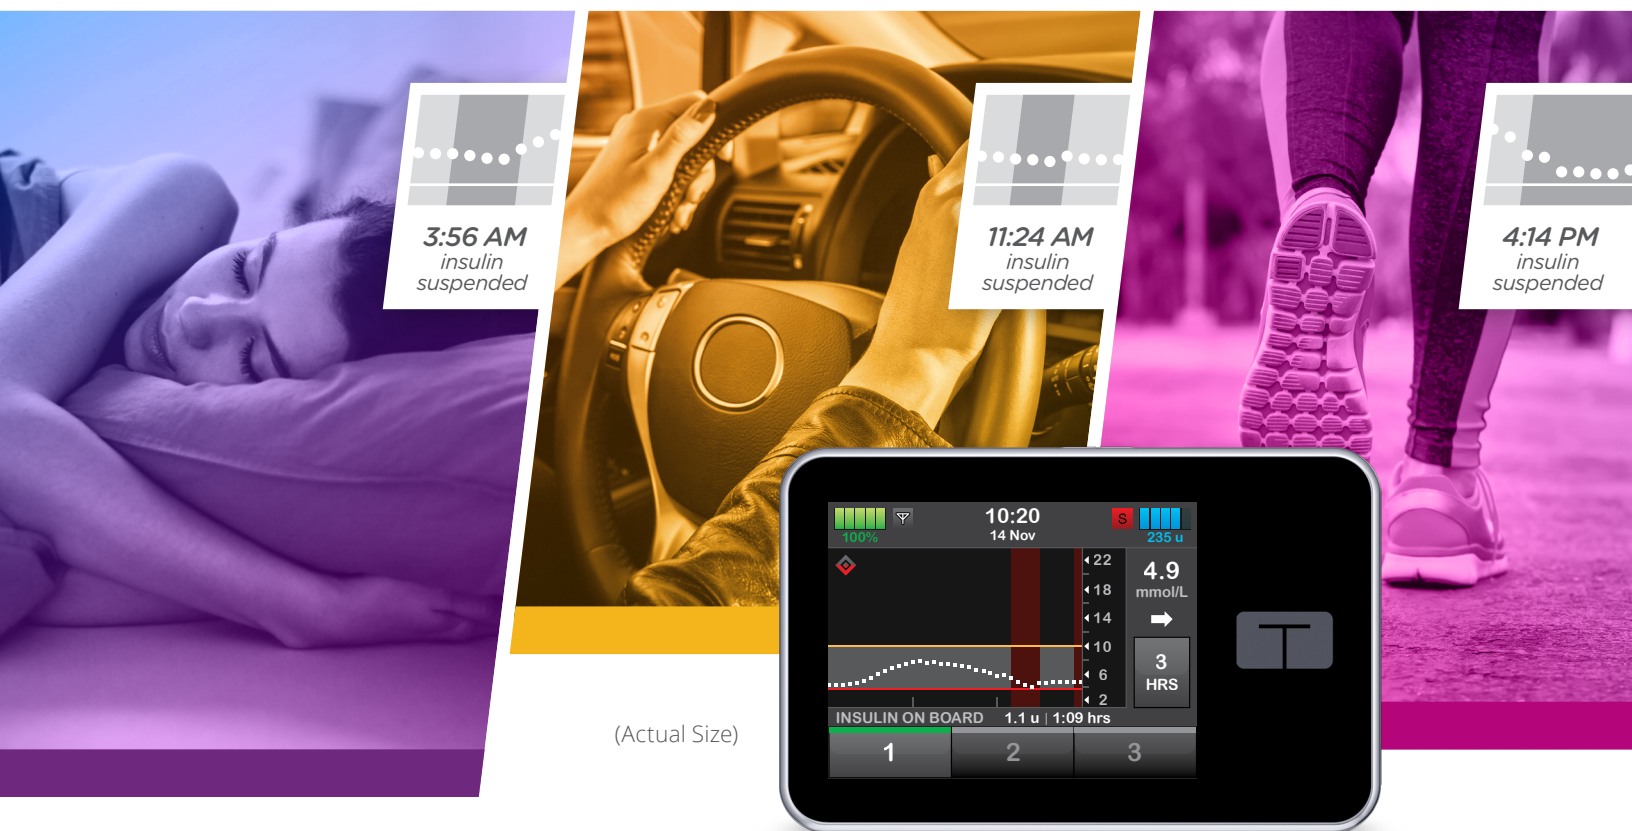 3:56 AM
insulin
suspended
11:24 AM
insulin
suspended
4:14 PM
insulin
suspended
(Actual Size)
100%
10:20
14 Nov
S
235 u
22
18
14
10
6
2
4.9
mmol/L
3
HRS
INSULIN ON BOARD 1.1 u | 1:09 hrs
1
2
3